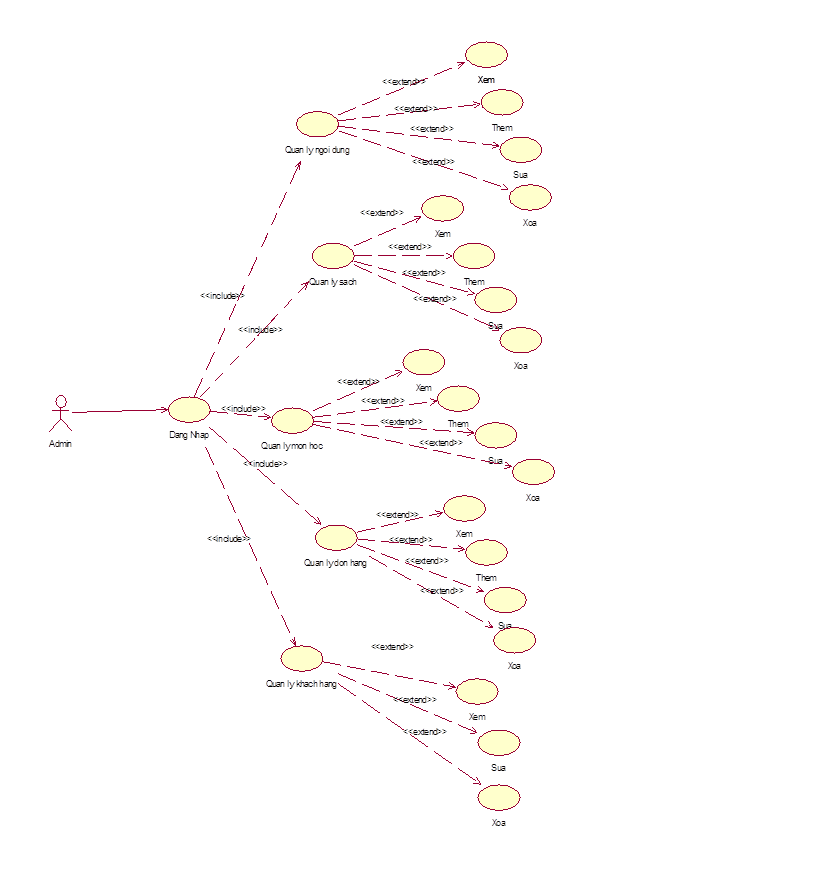 <<extend>>
Xem
<<extend>>
Them
<<extend>>
Sua
<<extend>>
Xoa
Quan ly ngoi dung
<<extend>>
Xem
<<extend>>
Them
<<extend>>
Sua
<<extend>>
Xoa
Quan ly sach
<<include>>
<<include>>
<<extend>>
Xem
<<extend>>
Them
<<extend>>
Sua
<<extend>>
Xoa
<<include>>
Quan ly mon hoc
Admin
Dang Nhap
<<include>>
<<extend>>
Xem
<<extend>>
Them
<<extend>>
Sua
<<extend>>
Xoa
Quan ly don hang
<<include>>
<<extend>>
Xem
<<extend>>
Sua
<<extend>>
Xoa
Quan ly khach hang